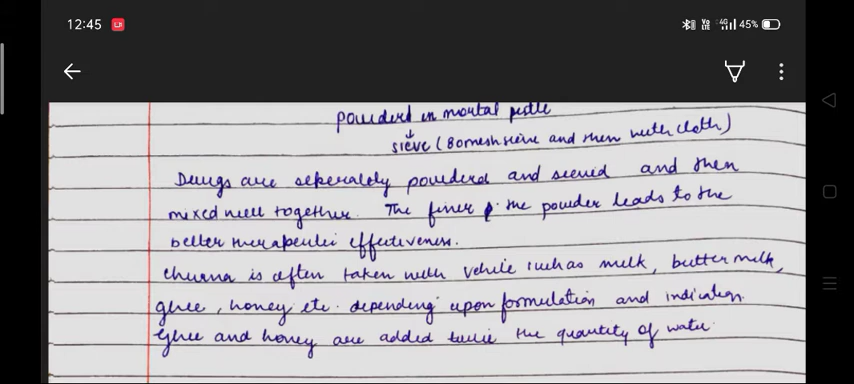 12:45
45%
powderd in mortal pestle
↓
sieve (80 mesh sieve and then with cloth)
Drugs are seperately powderd and sieved and then
mixed well together. The finer the powder leads to the
better therapeutic effectiveness.
Churna is often taken with vehile such as milk, butter milk,
ghee, honey etc. depending upon formulation and indication.
Ghee and honey are added twice the quantity of water.